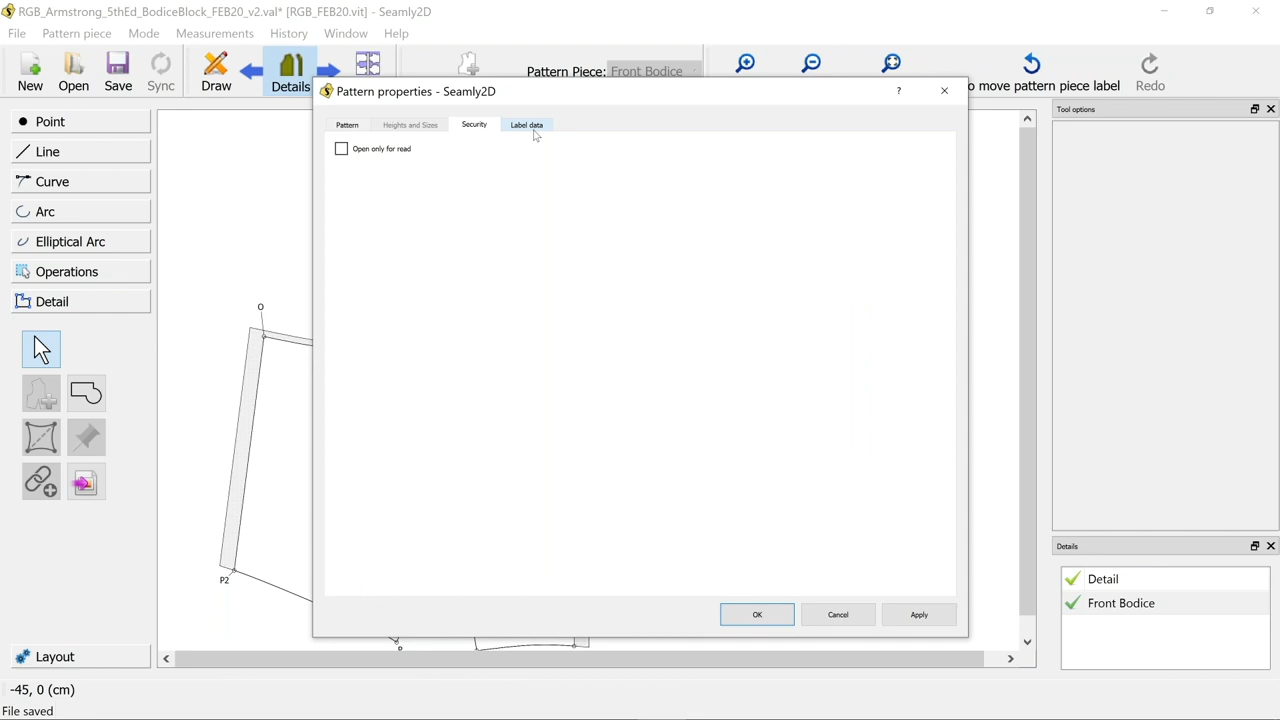 RGB_Armstrong_5thEd_BodiceBlock_FEB20_v2.val* [RGB_FEB20.vit] - Seamly2D
File Pattern piece Mode Measurements History Window Help
New Open Save Sync Draw Details Pattern Piece: Front Bodice o move pattern piece label Redo
Pattern properties - Seamly2D
Tool options
Pattern Heights and Sizes Security Label data
Open only for read
Point
Line
Curve
Arc
Elliptical Arc
Operations
Detail
O
P2
Details
Detail
Front Bodice
OK Cancel Apply
Layout
-45, 0 (cm)
File saved